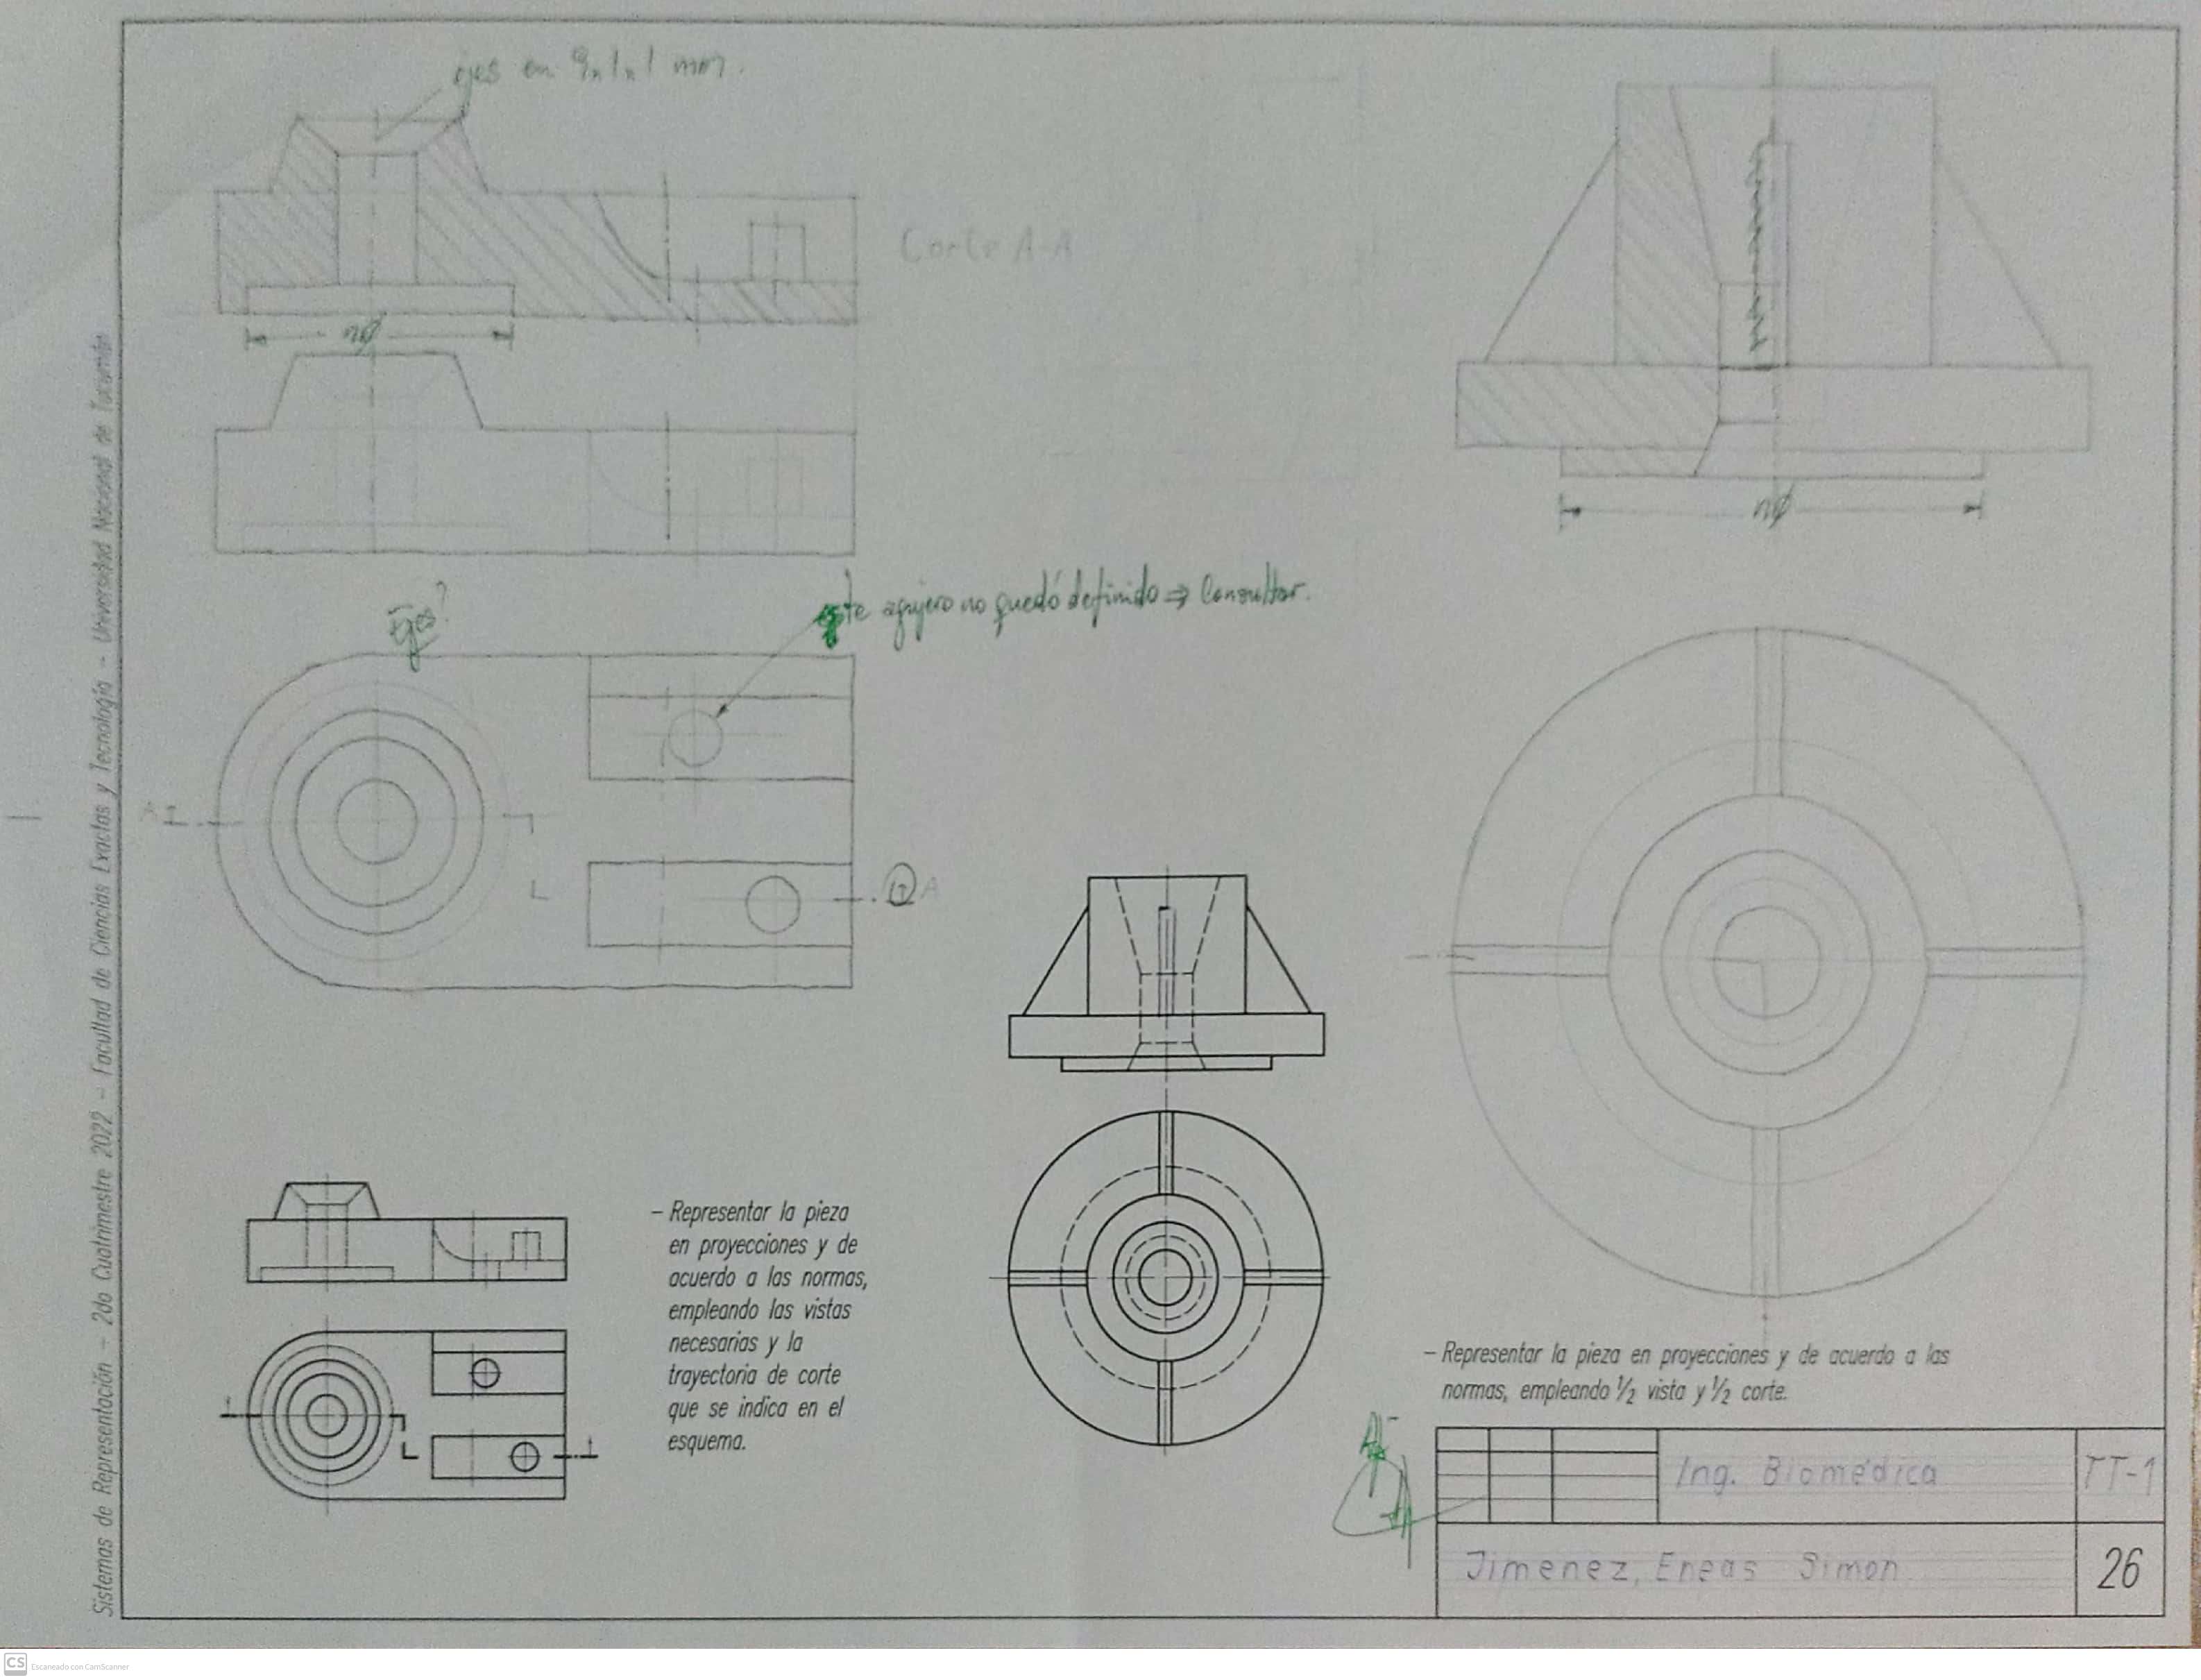 ejes en 9x1x1 mm.
Corte A-A
nø
nø
este agujero no quedó definido ⇒ Consultar.
Ejes?
A
A
Sistemas de Representación - 2do Cuatrimestre 2022 - Facultad de Ciencias Exactas y Tecnología - Universidad Nacional de Tucumán
- Representar la pieza
en proyecciones y de
acuerdo a las normas,
empleando las vistas
necesarias y la
trayectoria de corte
que se indica en el
esquema.
- Representar la pieza en proyecciones y de acuerdo a las
normas, empleando 1/2 vista y 1/2 corte.
Ing. Biomédica
TT-1
Jimenez, Eneas Simon
26
CS Escaneado con CamScanner